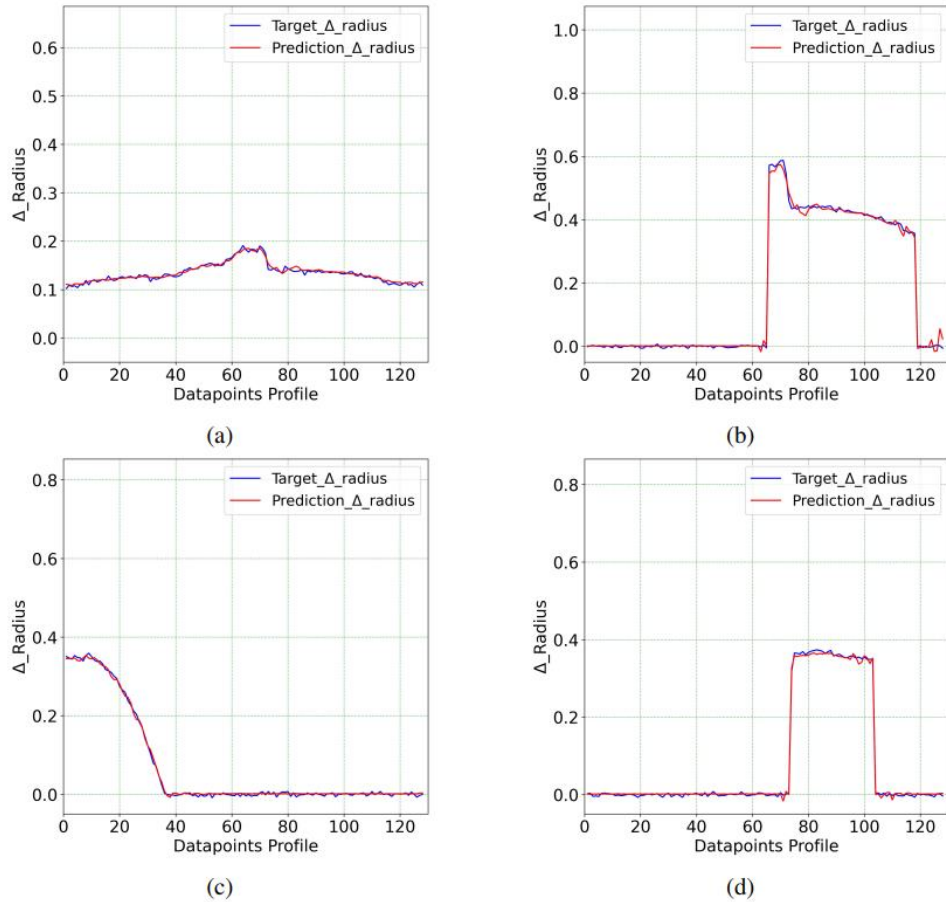 Target_Δ_radius
Prediction_Δ_radius
0.6
0.5
0.4
0.3
0.2
0.1
0.0
Δ_Radius
0 20 40 60 80 100 120
Datapoints Profile
(a)
Target_Δ_radius
Prediction_Δ_radius
1.0
0.8
0.6
0.4
0.2
0.0
Δ_Radius
0 20 40 60 80 100 120
Datapoints Profile
(b)
Target_Δ_radius
Prediction_Δ_radius
0.8
0.6
0.4
0.2
0.0
Δ_Radius
0 20 40 60 80 100 120
Datapoints Profile
(c)
Target_Δ_radius
Prediction_Δ_radius
0.8
0.6
0.4
0.2
0.0
Δ_Radius
0 20 40 60 80 100 120
Datapoints Profile
(d)